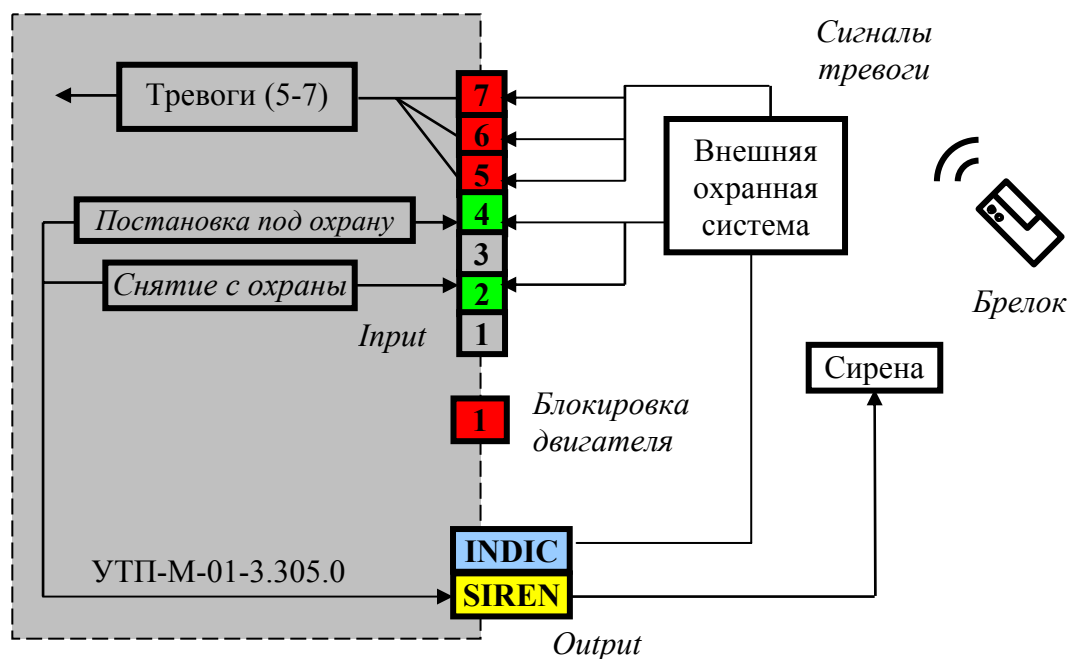 Сигналы
тревоги
Тревоги (5-7)
7
6
5
4
3
2
1
Внешняя
охранная
система
Постановка под охрану
Снятие с охраны
Input
Брелок
Сирена
1
Блокировка
двигателя
INDIC
SIREN
УТП-М-01-3.305.0
Output